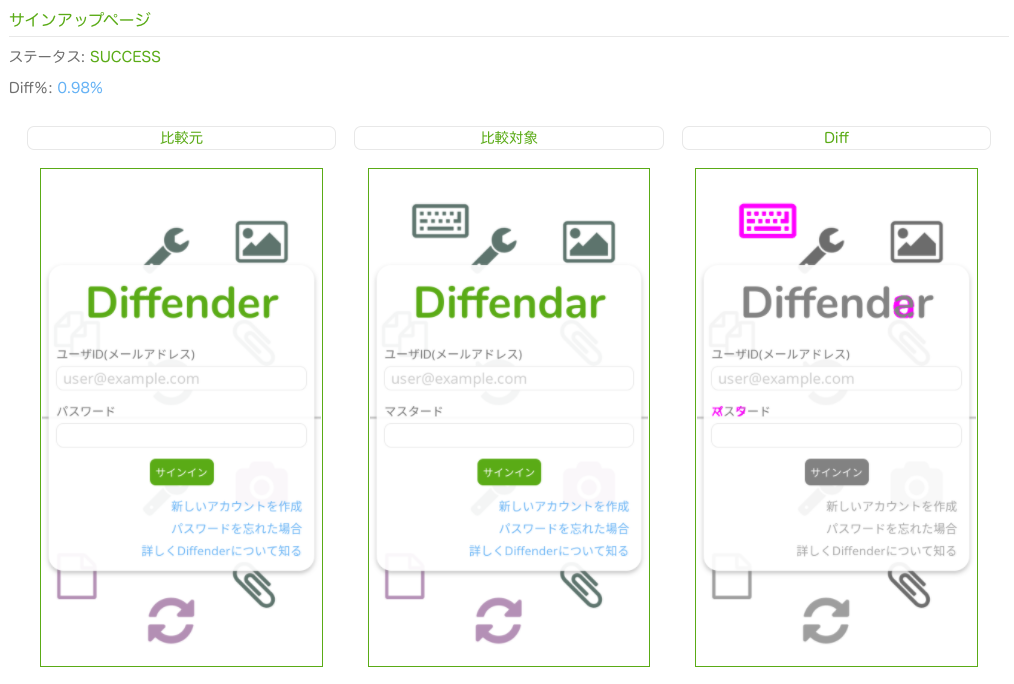 サインアップページ
ステータス: SUCCESS
Diff%: 0.98%
比較元
比較対象
Diff
Diffender
ユーザID(メールアドレス)
user@example.com
パスワード
サインイン
新しいアカウントを作成
パスワードを忘れた場合
詳しくDiffenderについて知る
Diffendar
ユーザID(メールアドレス)
user@example.com
マスタード
サインイン
新しいアカウントを作成
パスワードを忘れた場合
詳しくDiffenderについて知る
ユーザID(メールアドレス)
user@example.com
サインイン
新しいアカウントを作成
パスワードを忘れた場合
詳しくDiffenderについて知る